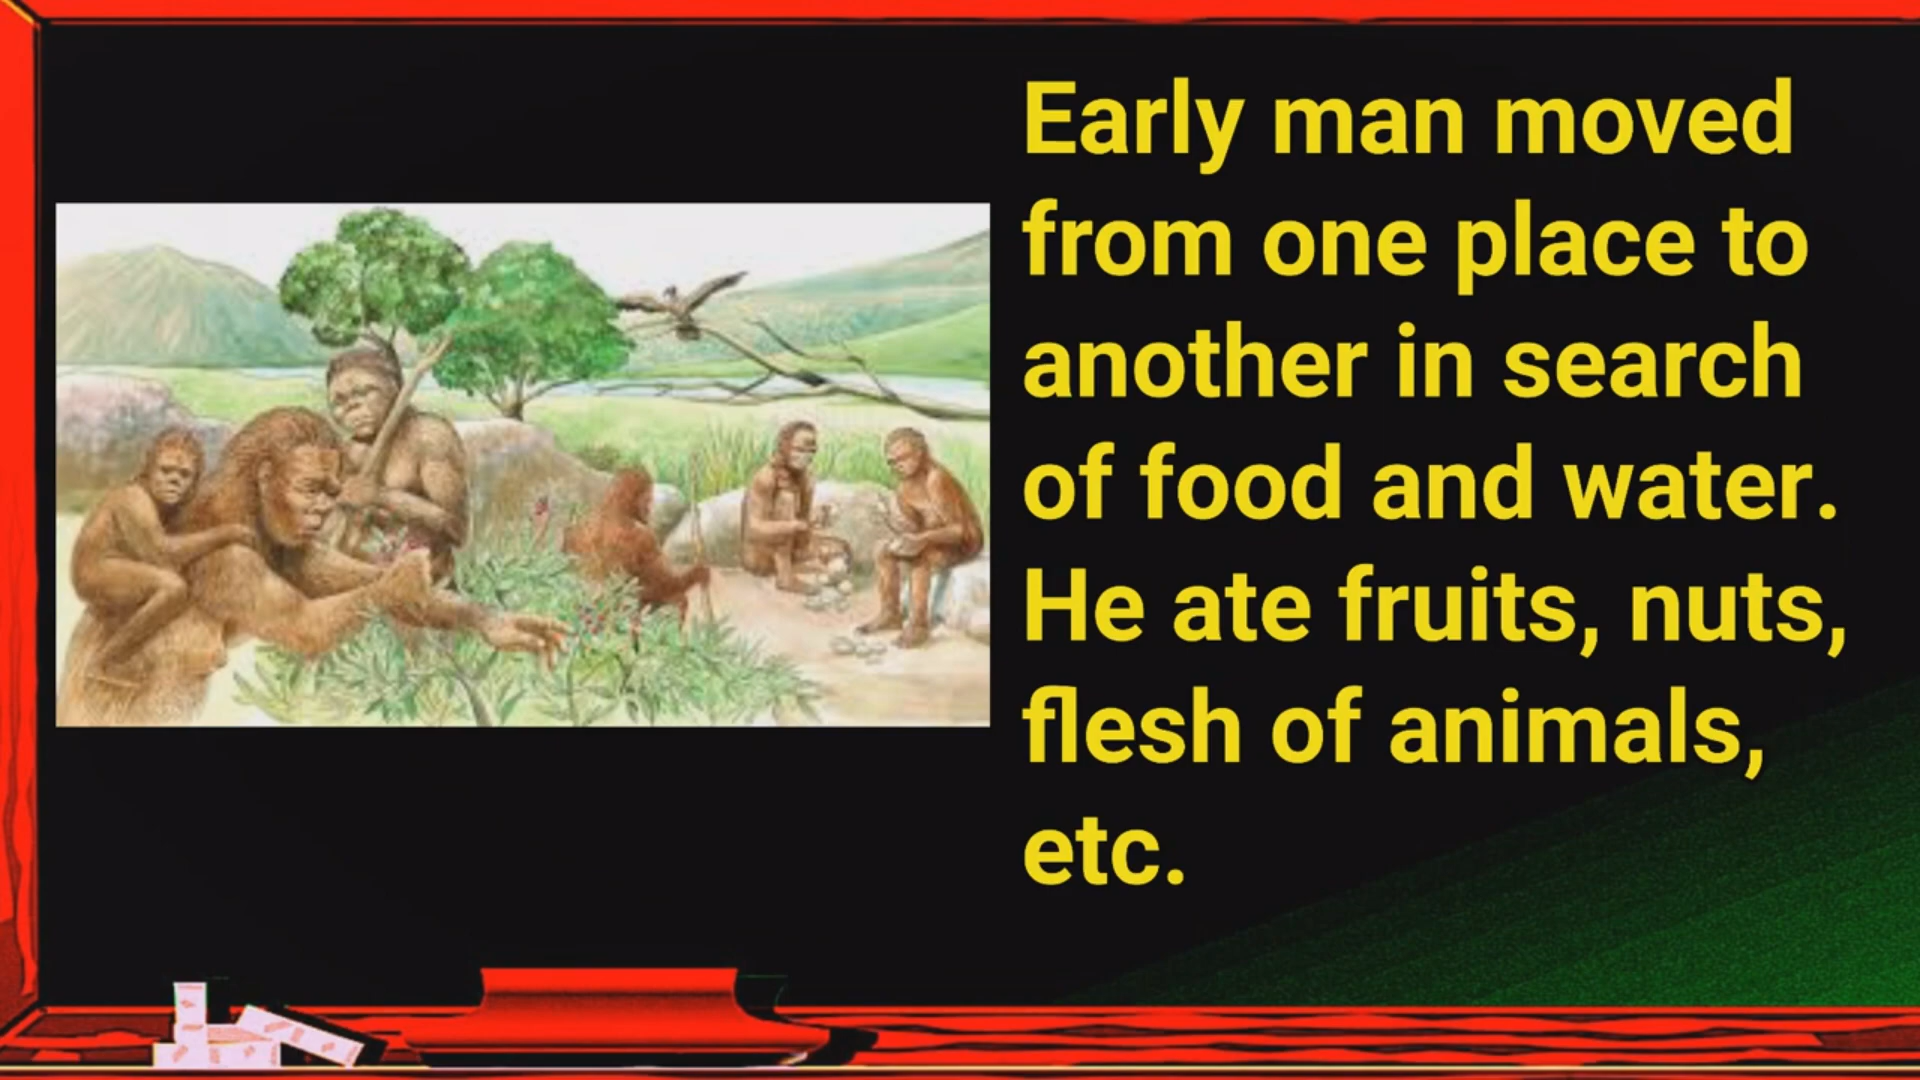 Early man moved
from one place to
another in search
of food and water.
He ate fruits, nuts,
flesh of animals,
etc.